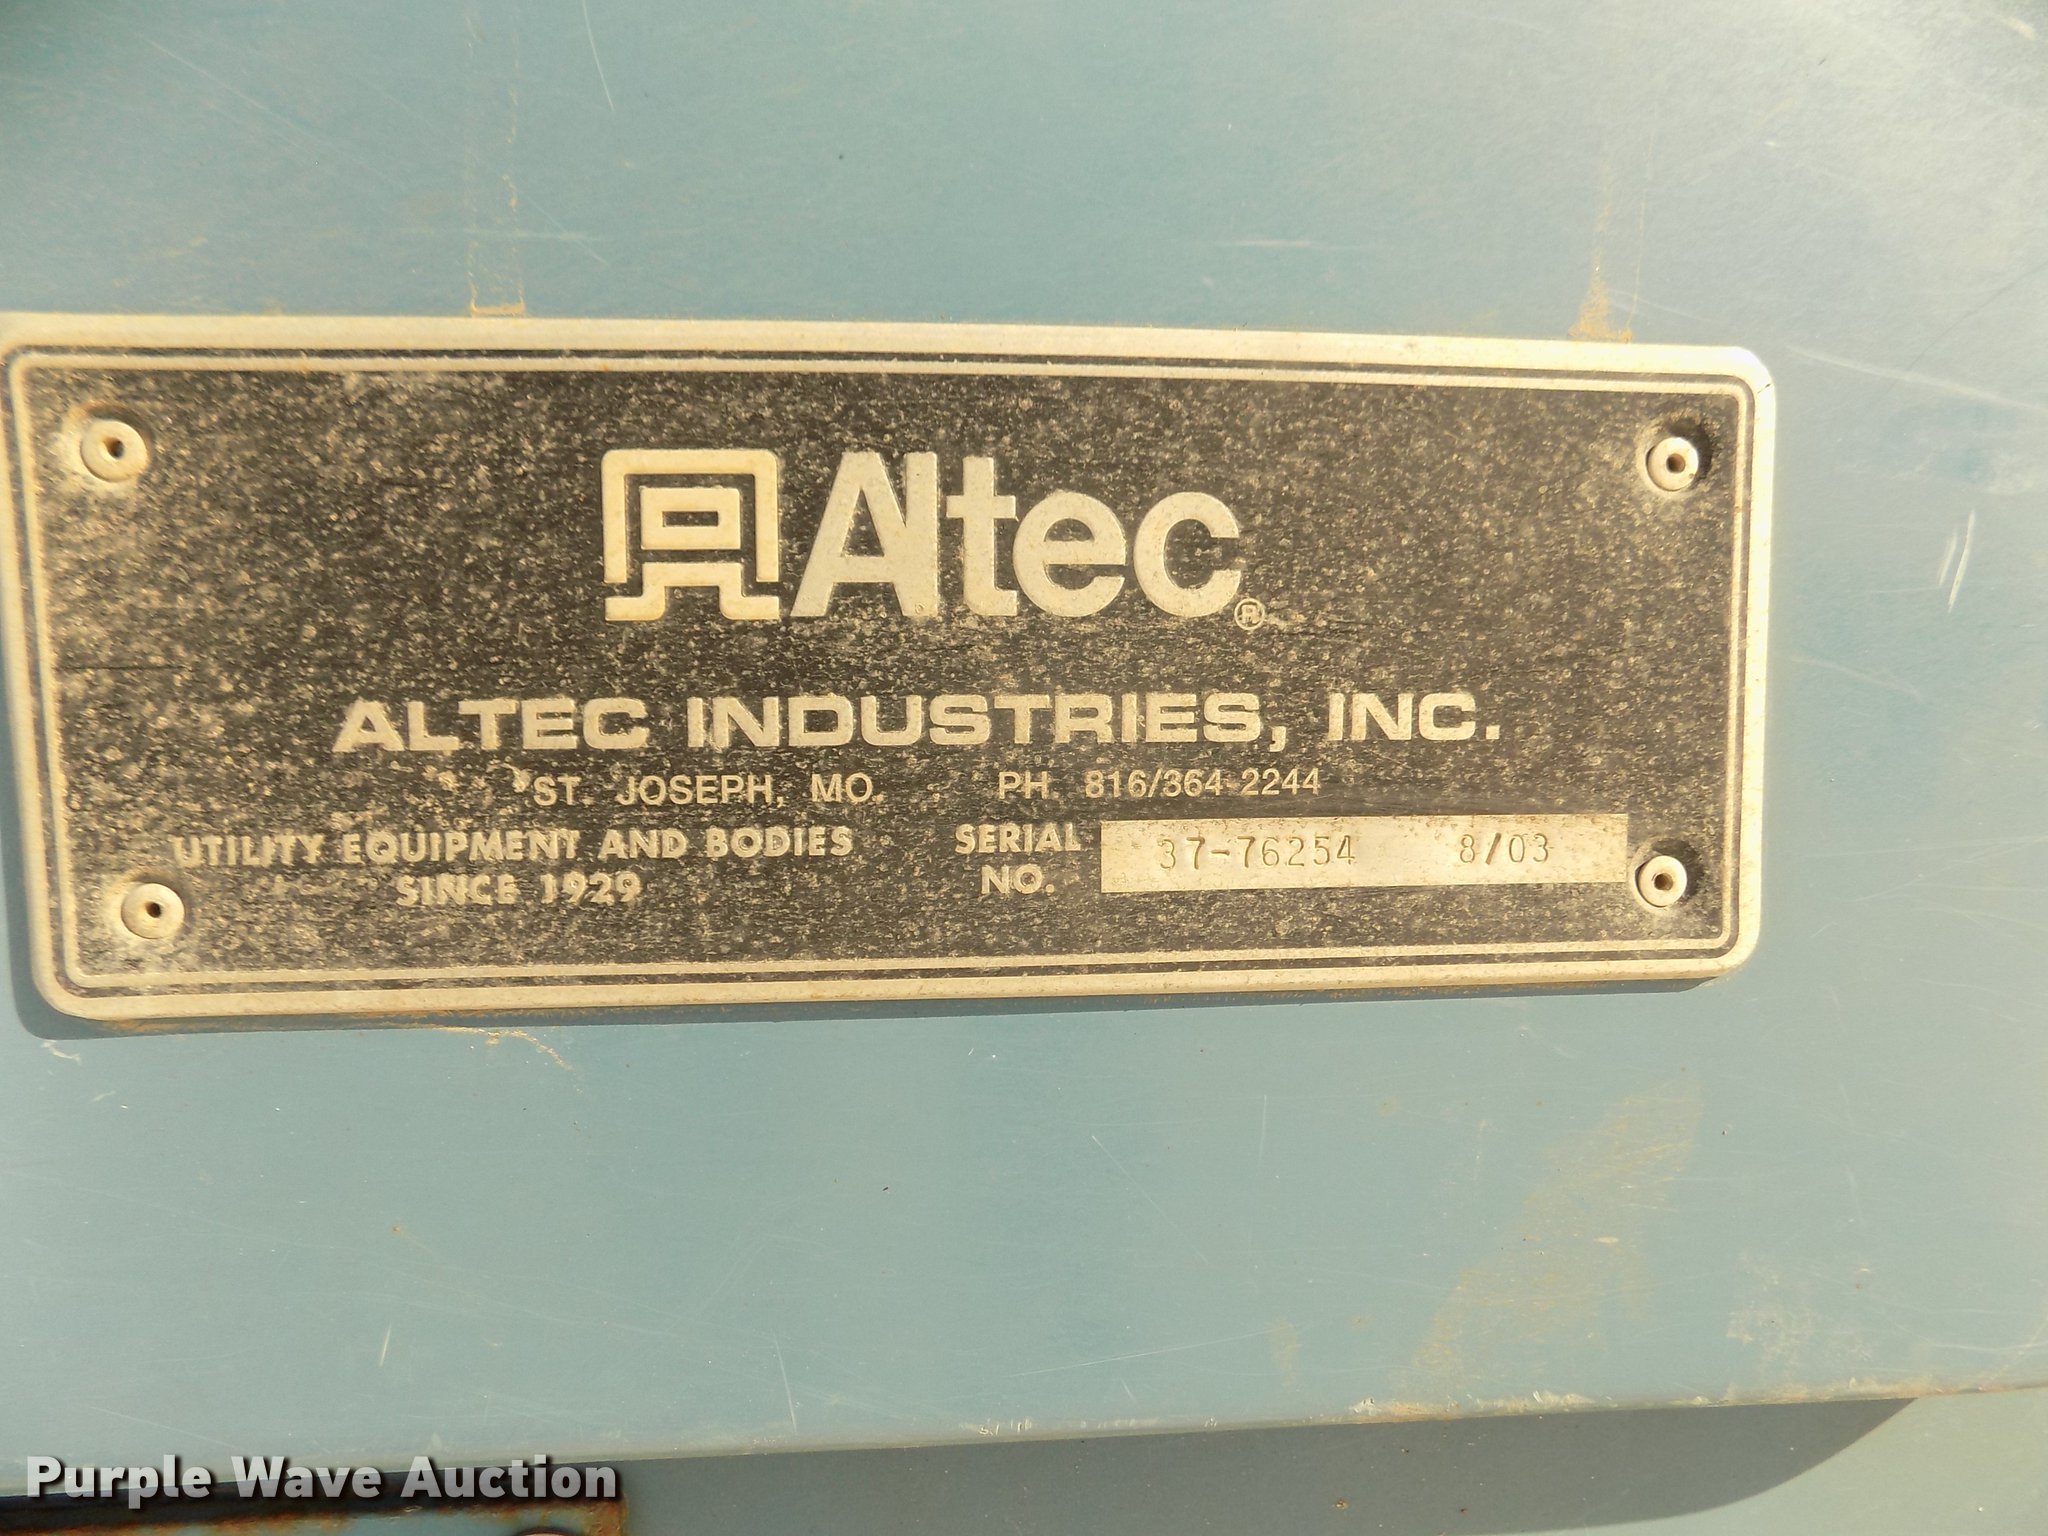 Altec®
ALTEC INDUSTRIES, INC.
ST. JOSEPH, MO. PH. 816/364-2244
UTILITY EQUIPMENT AND BODIES
SINCE 1929
SERIAL NO. 37-76254 8/03
Purple Wave Auction